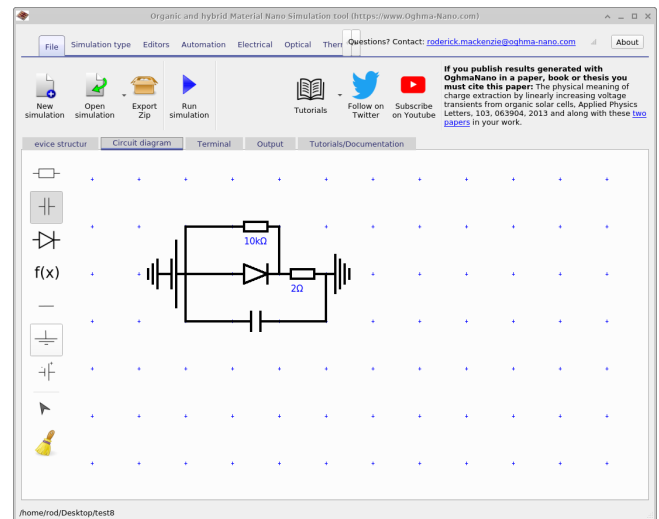 Organic and hybrid Material Nano Simulation tool (https://www.Oghma-Nano.com)
File Simulation type Editors Automation Electrical Optical Ther Questions? Contact: roderick.mackenzie@oghma-nano.com About
New simulation
Open simulation
Export Zip
Run simulation
Tutorials
Follow on Twitter
Subscribe on Youtube
If you publish results generated with
OghmaNano in a paper, book or thesis you
must cite this paper: The physical meaning of
charge extraction by linearly increasing voltage
transients from organic solar cells, Applied Physics
Letters, 103, 063904, 2013 and along with these two
papers in your work.
evice structur Circuit diagram Terminal Output Tutorials/Documentation
10kΩ
f(x)
2Ω
/home/rod/Desktop/test8